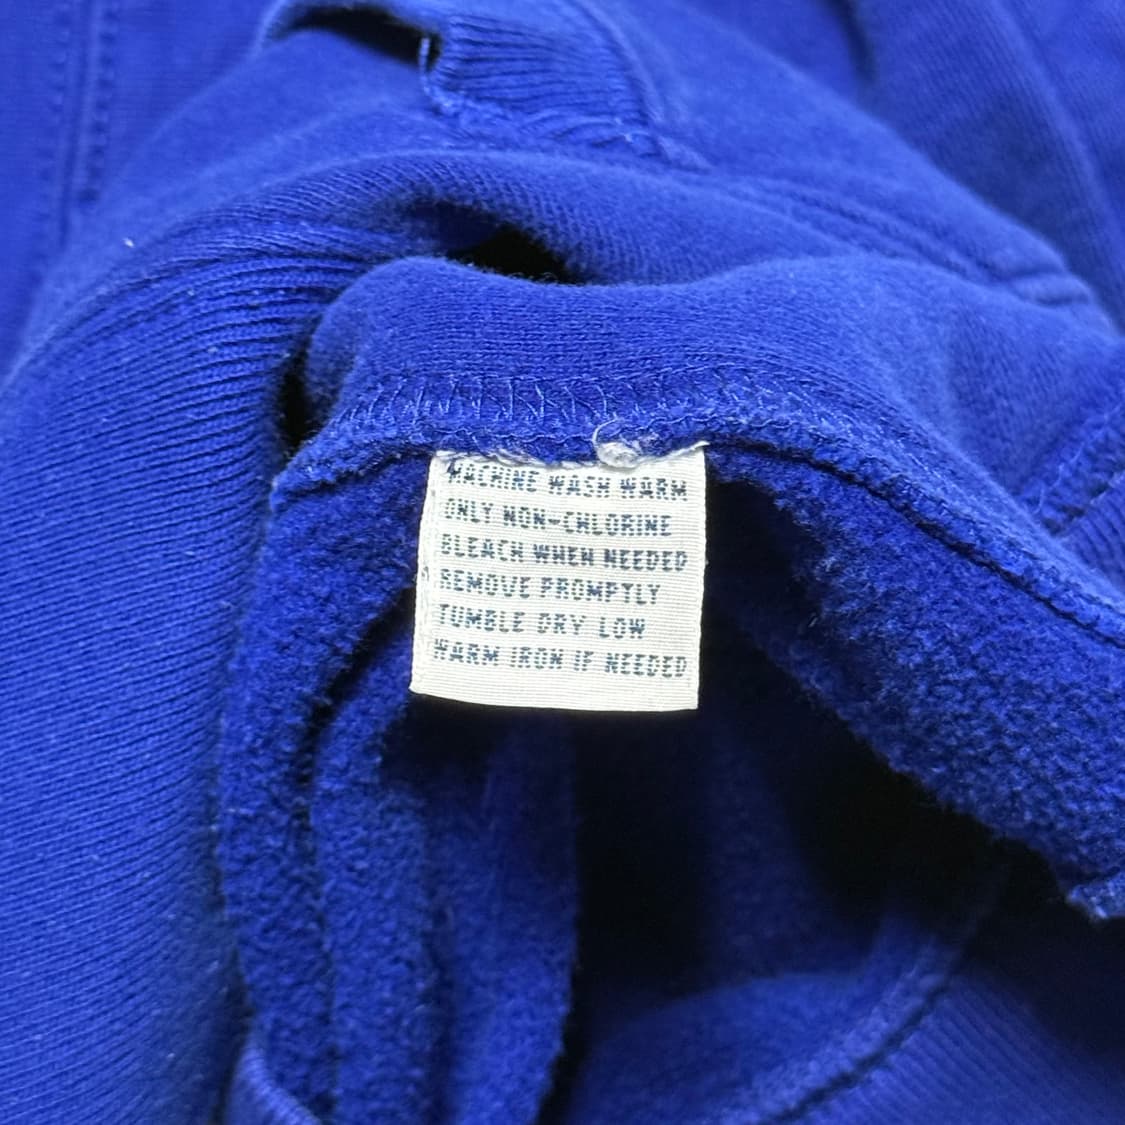 MACHINE WASH WARM
ONLY NON-CHLORINE
BLEACH WHEN NEEDED
REMOVE PROMPTLY
TUMBLE DRY LOW
WARM IRON IF NEEDED